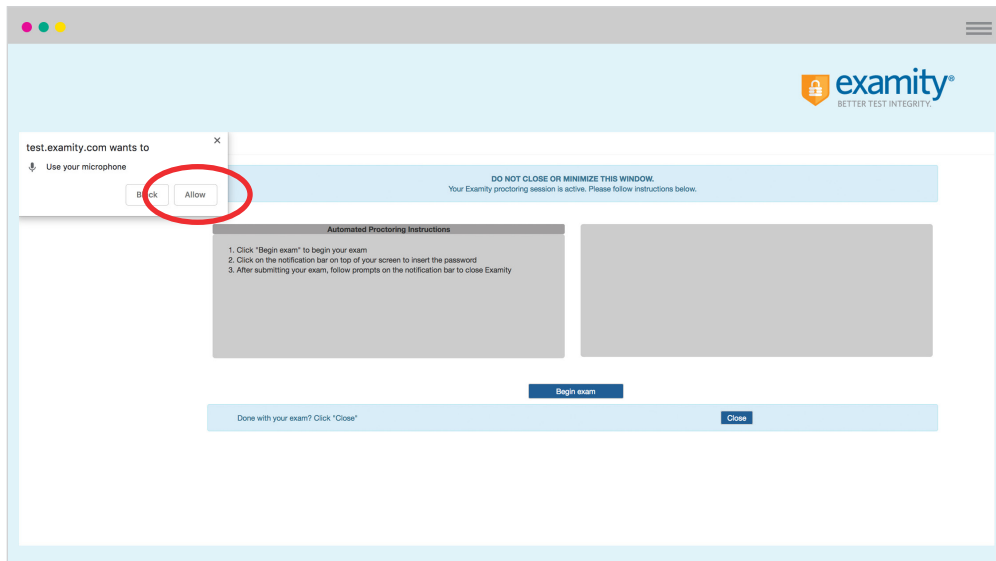 examity®
BETTER TEST INTEGRITY.
test.examity.com wants to
Use your microphone
Allow
DO NOT CLOSE OR MINIMIZE THIS WINDOW.
Your Examity proctoring session is active. Please follow instructions below.
Automated Proctoring Instructions
1. Click "Begin exam" to begin your exam
2. Click on the notification bar on top of your screen to insert the password
3. After submitting your exam, follow prompts on the notification bar to close Examity
Begin exam
Done with your exam? Click "Close"
Close